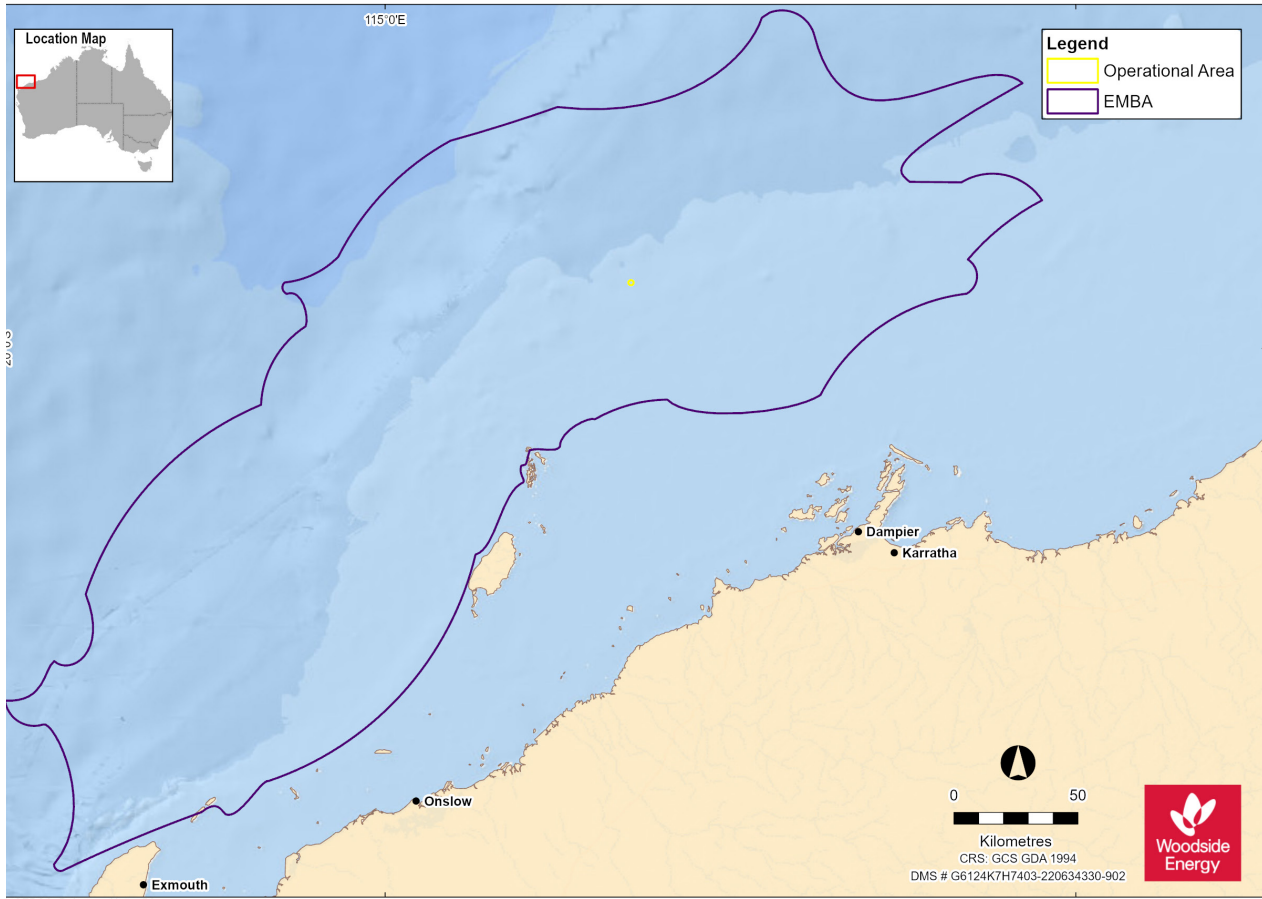 115°0'E
Location Map
Legend
Operational Area
EMBA
Dampier
Karratha
Onslow
Exmouth
0 50
Kilometres
CRS: GCS GDA 1994
DMS # G6124K7H7403-220634330-902
Woodside
Energy